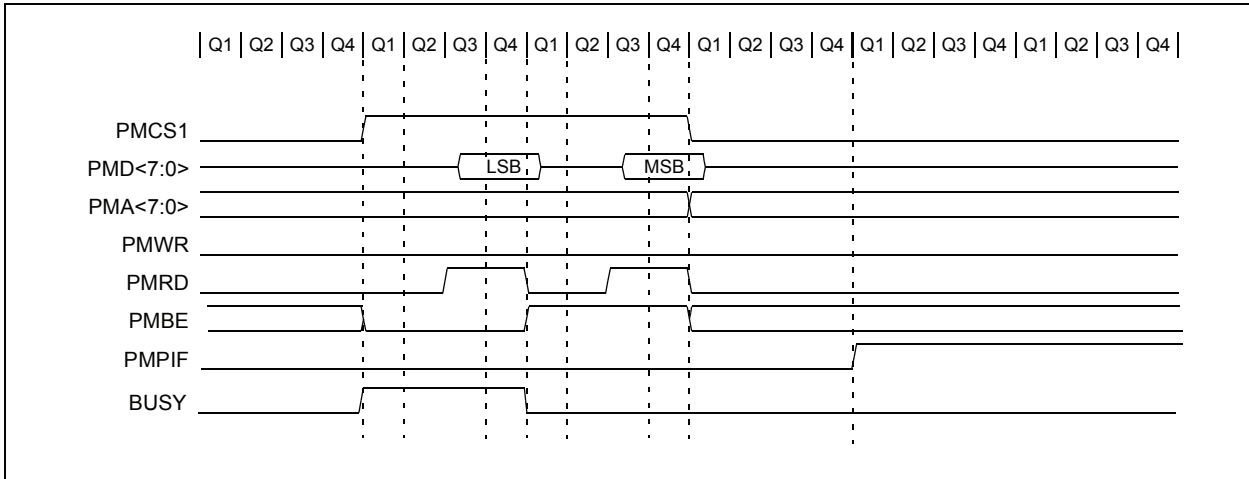 Q1 Q2 Q3 Q4 Q1 Q2 Q3 Q4 Q1 Q2 Q3 Q4 Q1 Q2 Q3 Q4 Q1 Q2 Q3 Q4 Q1 Q2 Q3 Q4
PMCS1
PMD<7:0> LSB MSB
PMA<7:0>
PMWR
PMRD
PMBE
PMPIF
BUSY